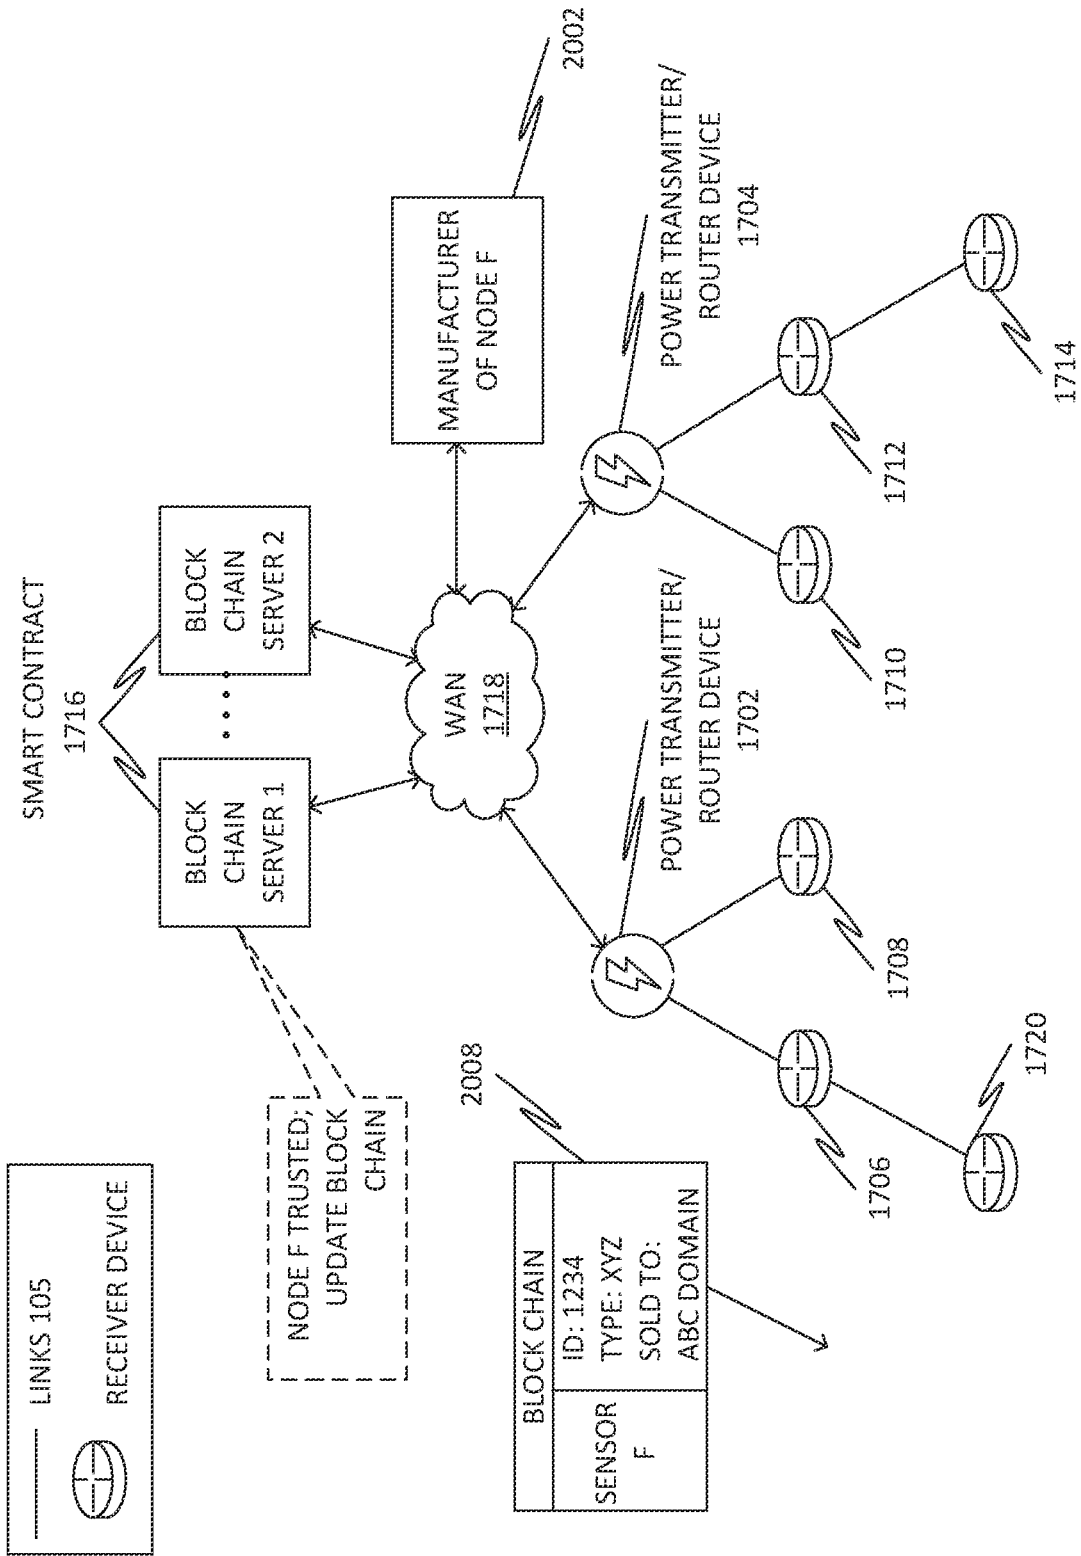 LINKS 105
RECEIVER DEVICE
SMART CONTRACT
1716
BLOCK
CHAIN
SERVER 1
BLOCK
CHAIN
SERVER 2
NODE F TRUSTED;
UPDATE BLOCK
CHAIN
WAN
1718
MANUFACTURER
OF NODE F
2002
2008
BLOCK CHAIN
SENSOR
F
ID: 1234
TYPE: XYZ
SOLD TO:
ABC DOMAIN
POWER TRANSMITTER/
ROUTER DEVICE
1702
POWER TRANSMITTER/
ROUTER DEVICE
1704
1706
1708
1710
1712
1720
1714